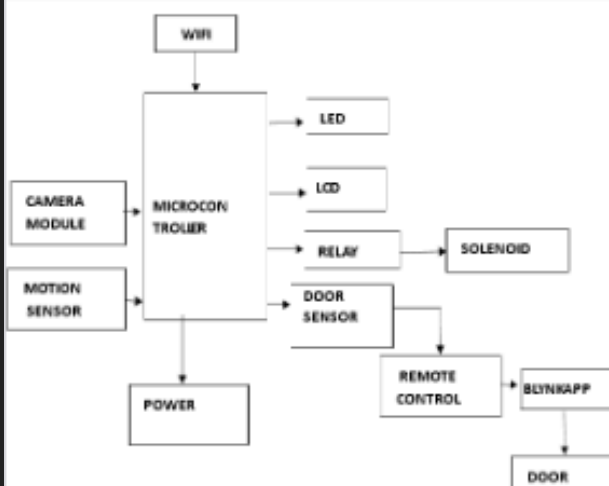 WIFI
LED
LCD
CAMERA
MODULE
MICROCON
TROLLER
RELAY
SOLENOID
MOTION
SENSOR
DOOR
SENSOR
POWER
REMOTE
CONTROL
BLYNKAPP
DOOR